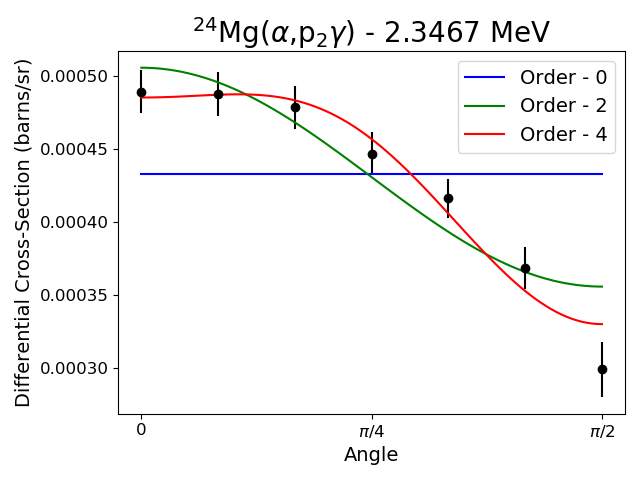 ²⁴Mg(α,p₂γ) - 2.3467 MeV
Differential Cross-Section (barns/sr)
0.00050
0.00045
0.00040
0.00035
0.00030
Order - 0
Order - 2
Order - 4
0
π/4
π/2
Angle